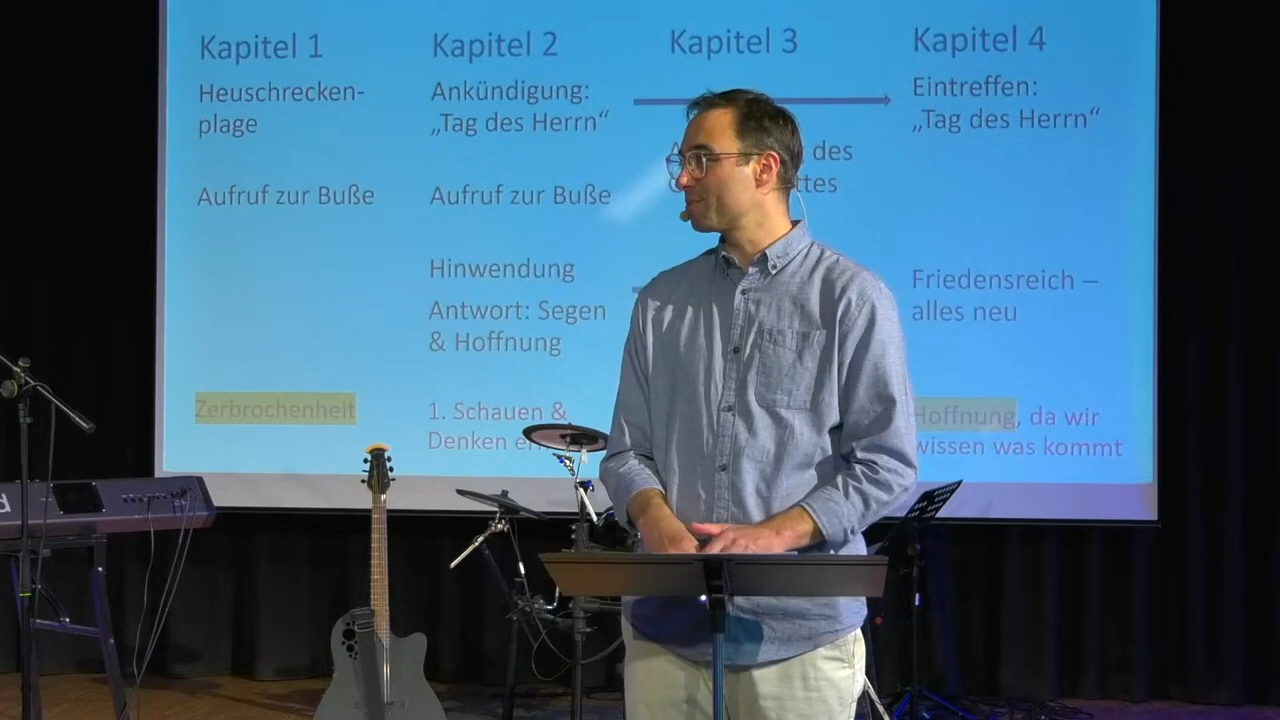 Kapitel 1
Heuschrecken-
plage
Aufruf zur Buße
Zerbrochenheit
Kapitel 2
Ankündigung:
„Tag des Herrn“
Aufruf zur Buße
Hinwendung
Antwort: Segen
& Hoffnung
1. Schauen &
Denken
Kapitel 3
des
Kapitel 4
Eintreffen:
„Tag des Herrn“
Friedensreich –
alles neu
Hoffnung, da wir
wissen was kommt